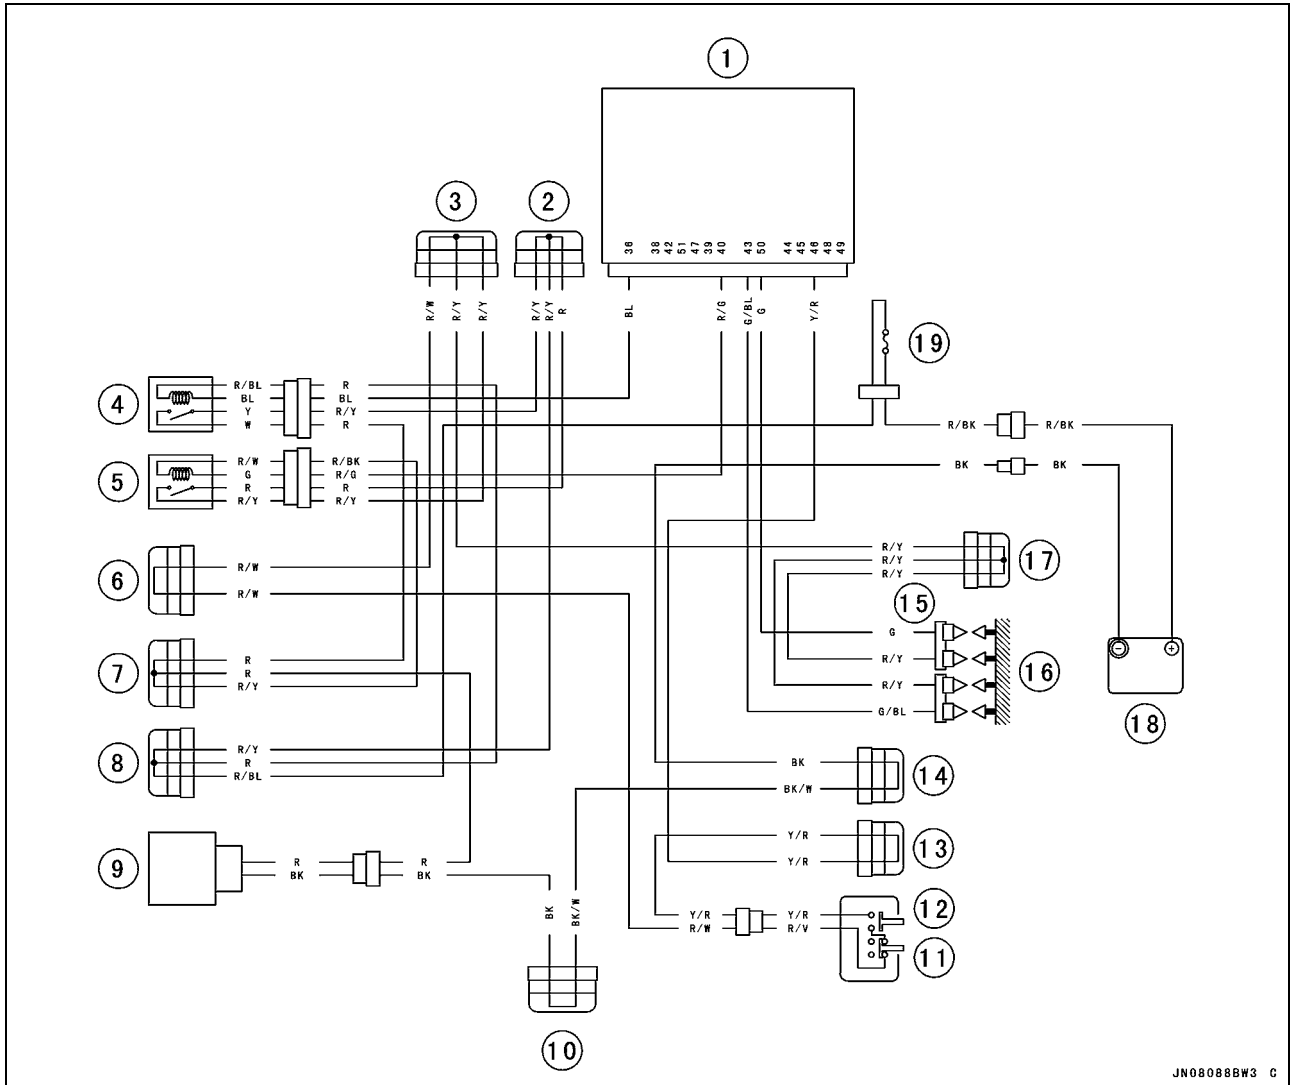 1
3
2
36
38
42
51
47
39
40
43
50
44
45
46
48
49
R/W
R/Y
R/Y
R/Y
R/Y
R
BL
R/G
G/BL
G
Y/R
19
4
R/BL
R
BL
BL
Y
R/Y
W
R
R/BK
R/BK
BK
BK
5
R/W
R/BK
G
R/G
R
R
R/Y
R/Y
6
R/W
R/W
R/Y
R/Y
R/Y
17
15
G
R/Y
R/Y
G/BL
16
7
R
R
R/Y
18
8
R/Y
R
R/BL
BK
BK/W
14
9
R
R
BK
BK
Y/R
Y/R
13
BK
BK/W
Y/R
Y/R
R/W
R/V
12
11
10
JN08088BW3 C